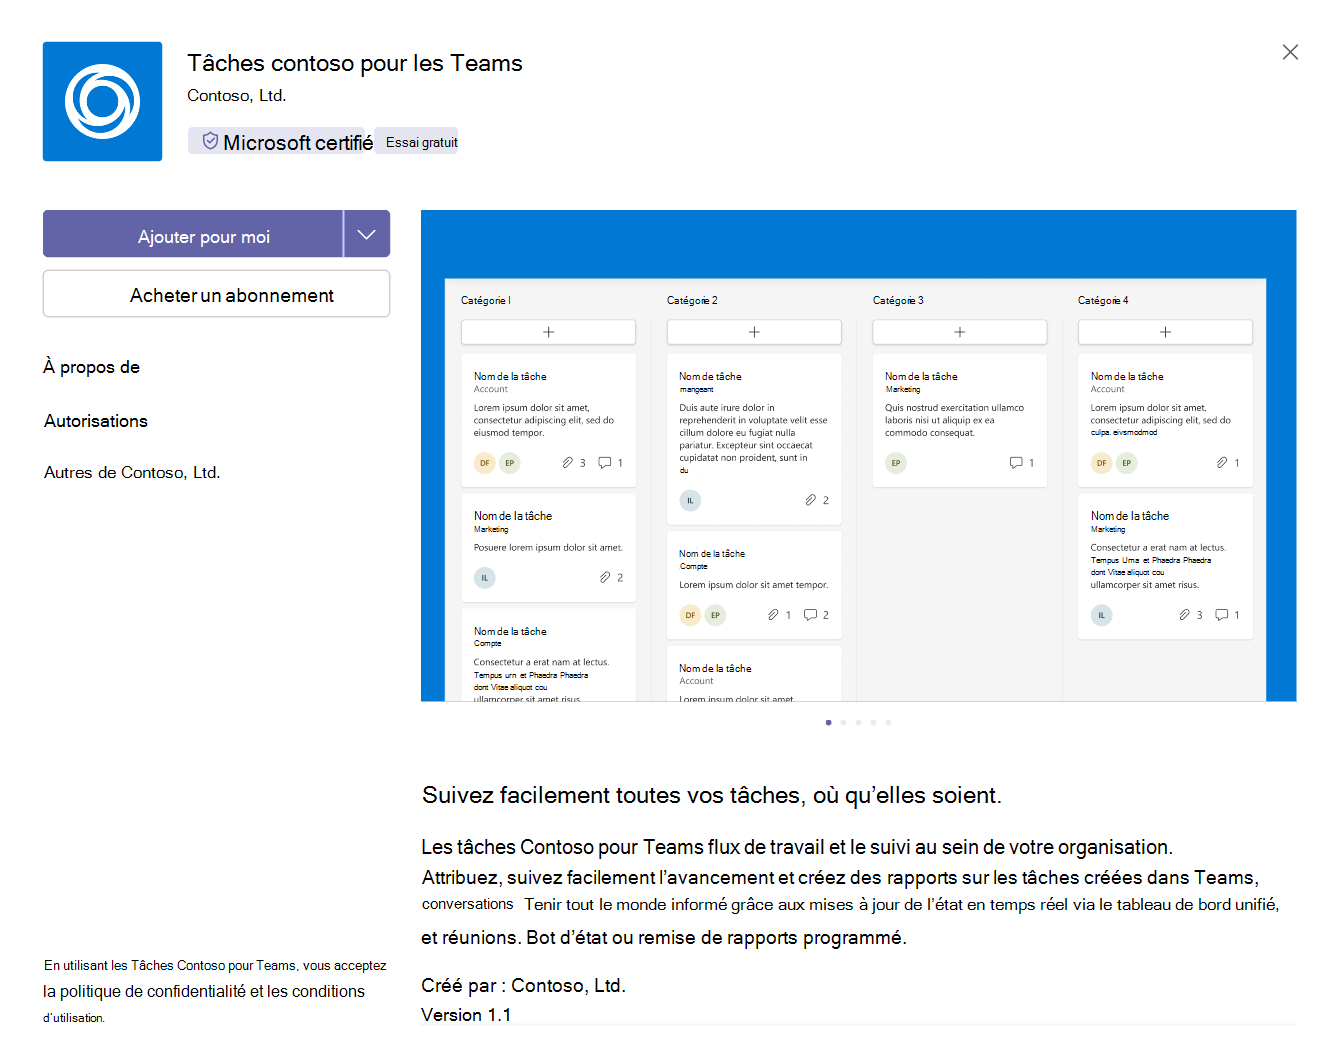 Tâches contoso pour les Teams
Contoso, Ltd.
Microsoft certifié
Essai gratuit
Ajouter pour moi
Acheter un abonnement
À propos de
Autorisations
Autres de Contoso, Ltd.
Catégorie I
Nom de la tâche
Account
Lorem ipsum dolor sit amet,
consectetur adipiscing elit, sed do
eiusmod tempor.
DF EP 3 1
Nom de la tâche
Marketing
Posuere lorem ipsum dolor sit amet.
IL 2
Nom de la tâche
Compte
Consectetur a erat nam at lectus.
Tempus urn et Phaedra Phaedra
dont Vitae aliquot cou
ullamcorper sit amet risus.
Catégorie 2
Nom de tâche
mangeant
Duis aute irure dolor in
reprehenderit in voluptate velit esse
cillum dolore eu fugiat nulla
pariatur. Excepteur sint occaecat
cupidatat non proident, sunt in
du
IL 2
Nom de la tâche
Compte
Lorem ipsum dolor sit amet tempor.
DF EP 1 2
Nom de la tâche
Account
Lorem ipsum dolor sit amet.
Catégorie 3
Nom de la tâche
Marketing
Quis nostrud exercitation ullamco
laboris nisi ut aliquip ex ea
commodo consequat.
EP 1
Catégorie 4
Nom de la tâche
Account
Lorem ipsum dolor sit amet,
consectetur adipiscing elit, sed do
culpa. eivsmodmod
DF EP 1
Nom de la tâche
Marketing
Consectetur a erat nam at lectus.
Tempus Uma et Phaedra Phaedra
dont Vitae aliquot cou
ullamcorper sit amet risus.
IL 3 1
Suivez facilement toutes vos tâches, où qu’elles soient.
Les tâches Contoso pour Teams flux de travail et le suivi au sein de votre organisation.
Attribuez, suivez facilement l’avancement et créez des rapports sur les tâches créées dans Teams,
conversations Tenir tout le monde informé grâce aux mises à jour de l’état en temps réel via le tableau de bord unifié,
et réunions. Bot d’état ou remise de rapports programmé.
Créé par : Contoso, Ltd.
Version 1.1
En utilisant les Tâches Contoso pour Teams, vous acceptez
la politique de confidentialité et les conditions
d’utilisation.